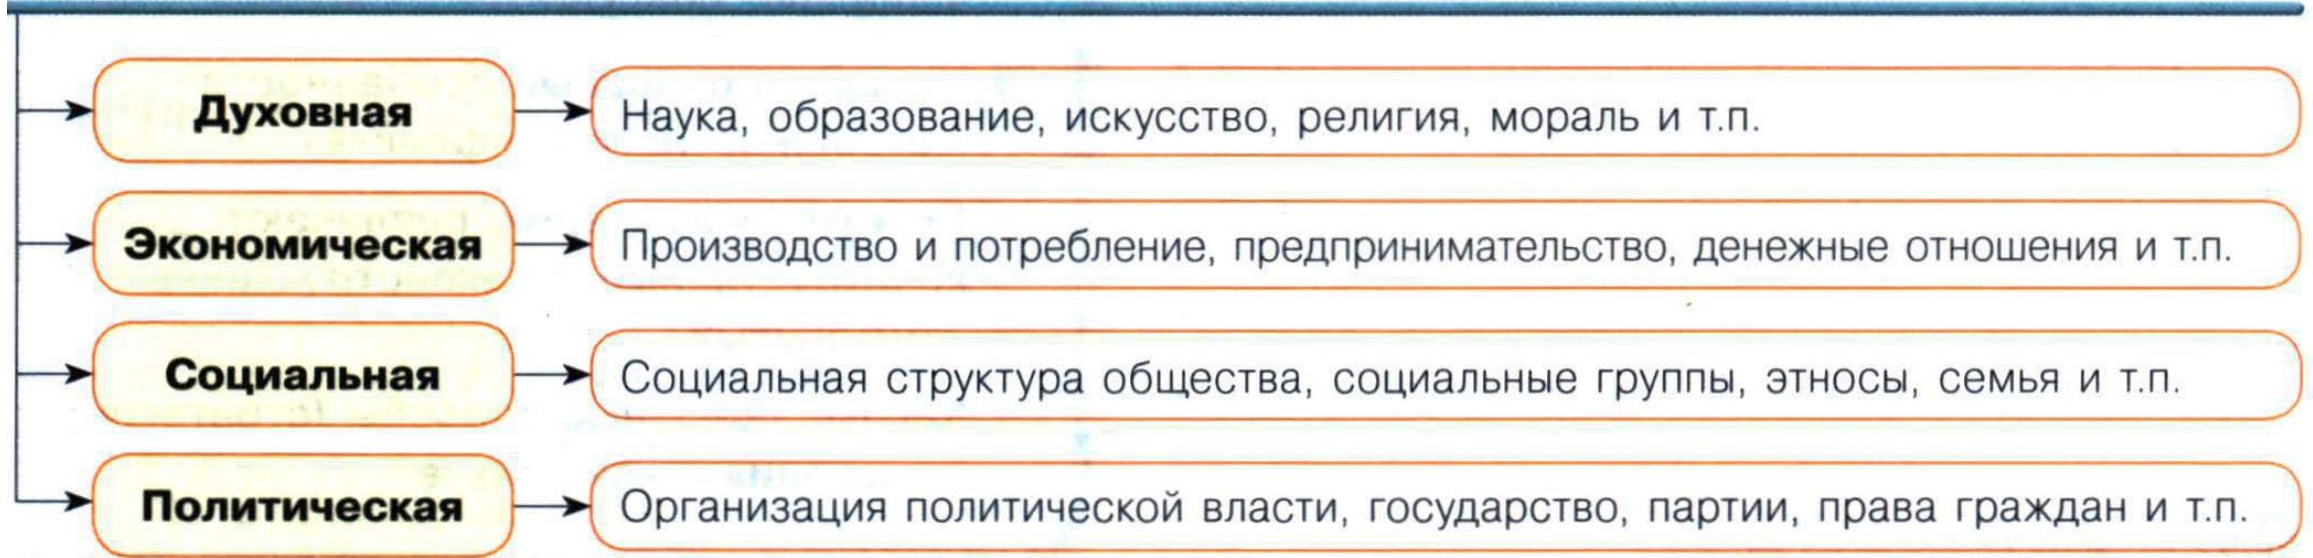 Духовная
Наука, образование, искусство, религия, мораль и т.п.
Экономическая
Производство и потребление, предпринимательство, денежные отношения и т.п.
Социальная
Социальная структура общества, социальные группы, этносы, семья и т.п.
Политическая
Организация политической власти, государство, партии, права граждан и т.п.